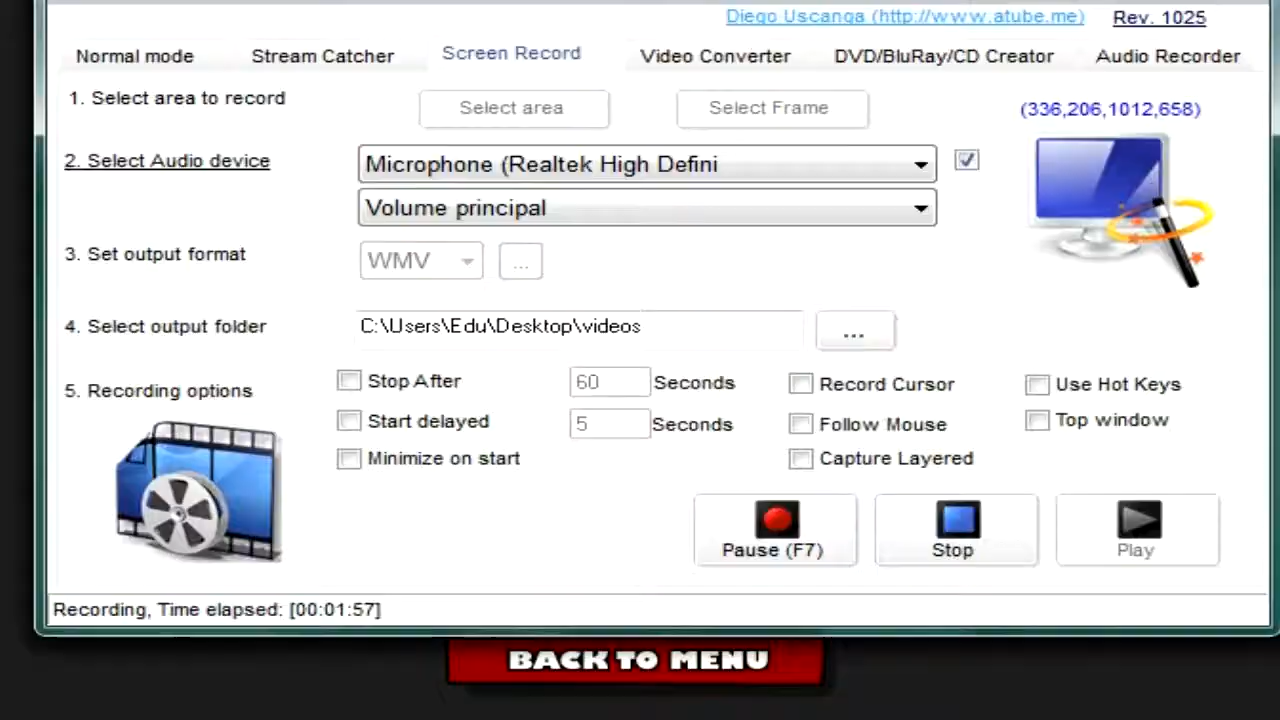 Diego Uscanga (http://www.atube.me) Rev. 1025
Normal mode Stream Catcher Screen Record Video Converter DVD/BluRay/CD Creator Audio Recorder
1. Select area to record Select area Select Frame (336,206,1012,658)
2. Select Audio device Microphone (Realtek High Defini
Volume principal
3. Set output format WMV ...
4. Select output folder C:\Users\Edu\Desktop\videos ...
5. Recording options
Stop After 60 Seconds Record Cursor Use Hot Keys
Start delayed 5 Seconds Follow Mouse Top window
Minimize on start Capture Layered
Pause (F7) Stop Play
Recording, Time elapsed: [00:01:57]
BACK TO MENU